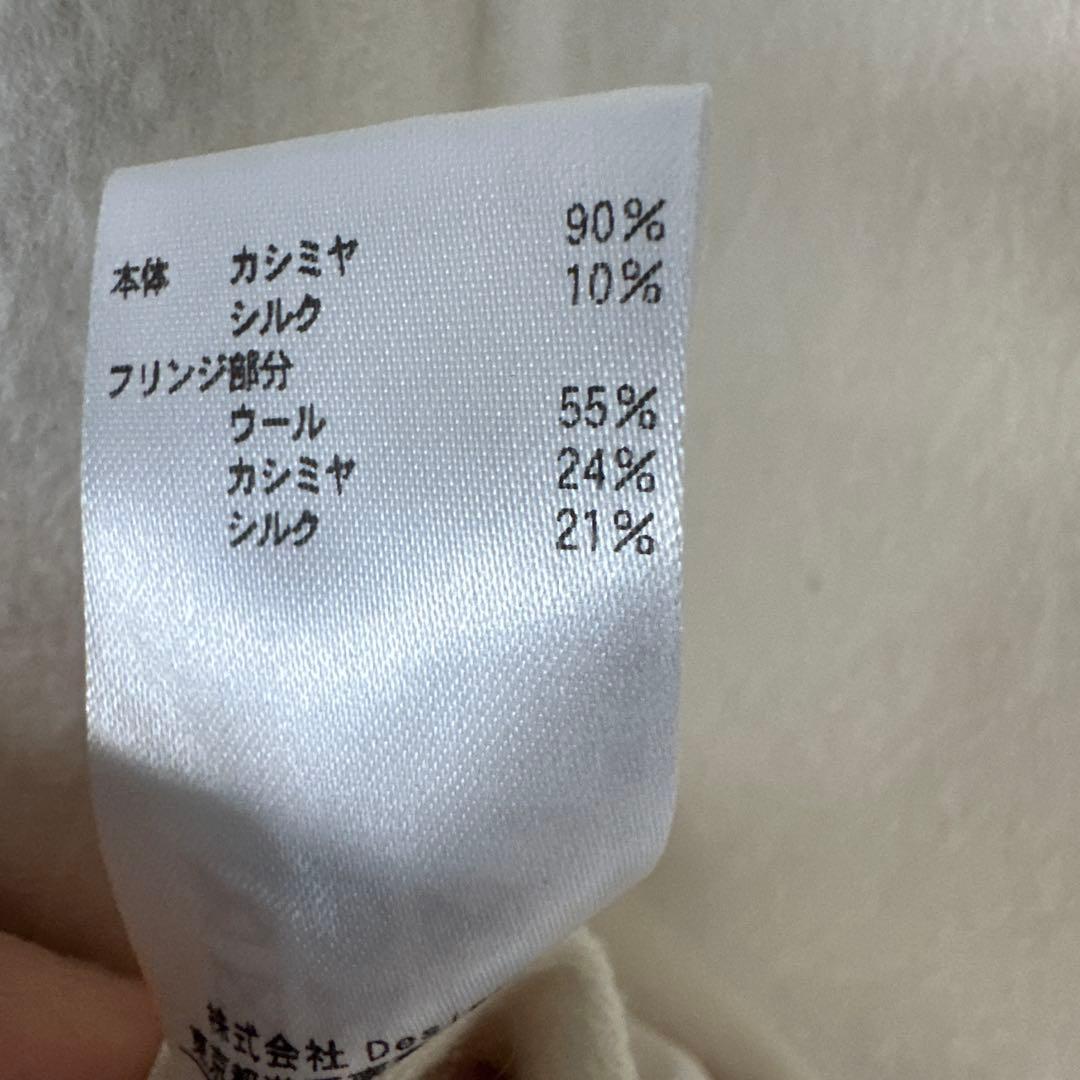 本体 カシミヤ 90%
シルク 10%
フリンジ部分
ウール 55%
カシミヤ 24%
シルク 21%
株式会社